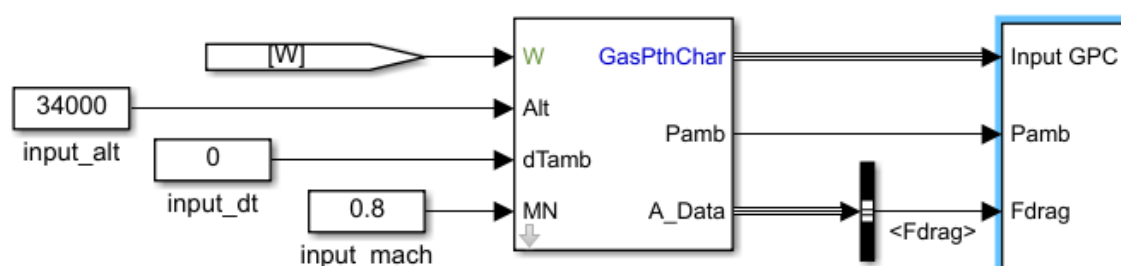 [W]
W
GasPthChar
Input GPC
34000
Alt
input_alt
Pamb
Pamb
0
dTamb
input_dt
0.8
MN
A_Data
Fdrag
<Fdrag>
input_mach